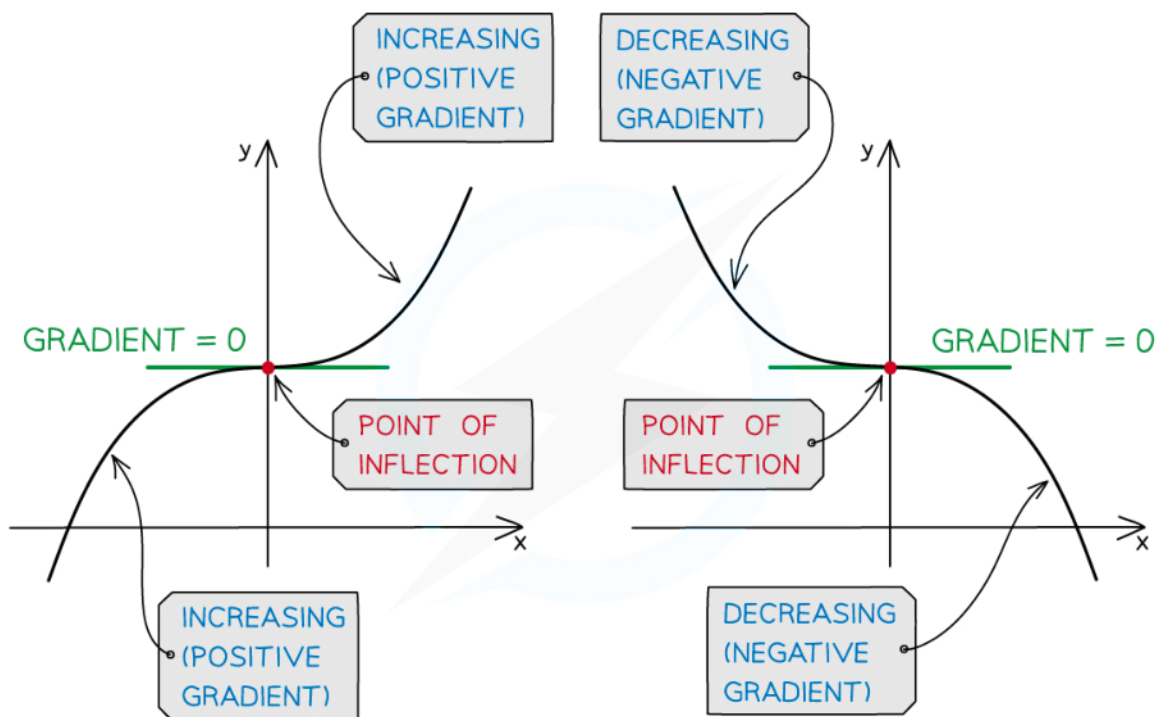 INCREASING
(POSITIVE
GRADIENT)
DECREASING
(NEGATIVE
GRADIENT)
y
y
GRADIENT = 0
GRADIENT = 0
POINT OF
INFLECTION
POINT OF
INFLECTION
x
x
INCREASING
(POSITIVE
GRADIENT)
DECREASING
(NEGATIVE
GRADIENT)